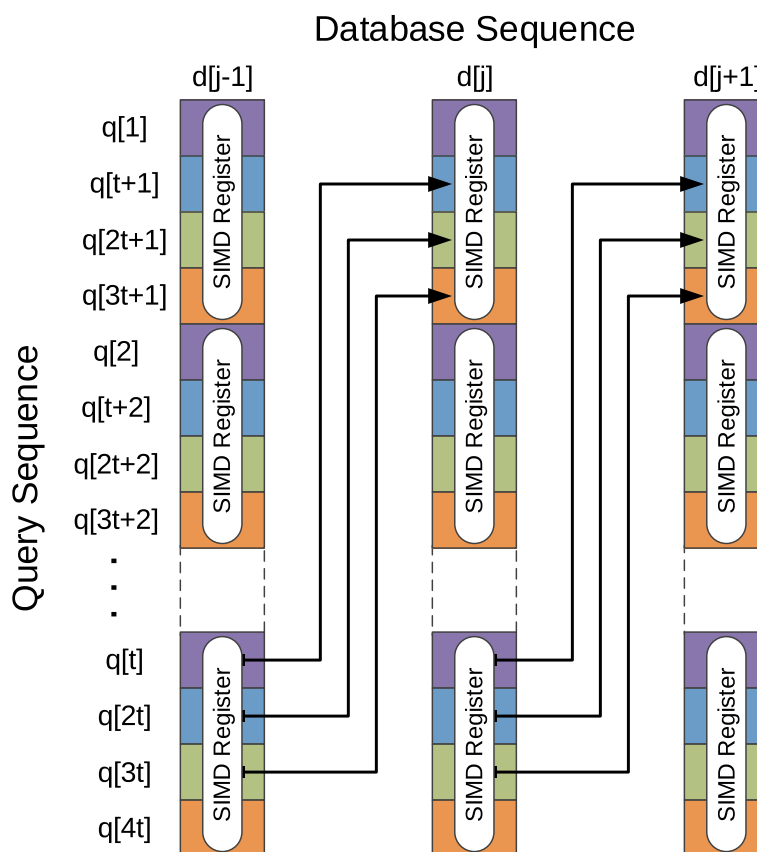 Database Sequence
d[j-1]
d[j]
d[j+1]
Query Sequence
q[1]
q[t+1]
q[2t+1]
q[3t+1]
SIMD Register
SIMD Register
SIMD Register
q[2]
q[t+2]
q[2t+2]
q[3t+2]
SIMD Register
SIMD Register
SIMD Register
q[t]
q[2t]
q[3t]
q[4t]
SIMD Register
SIMD Register
SIMD Register